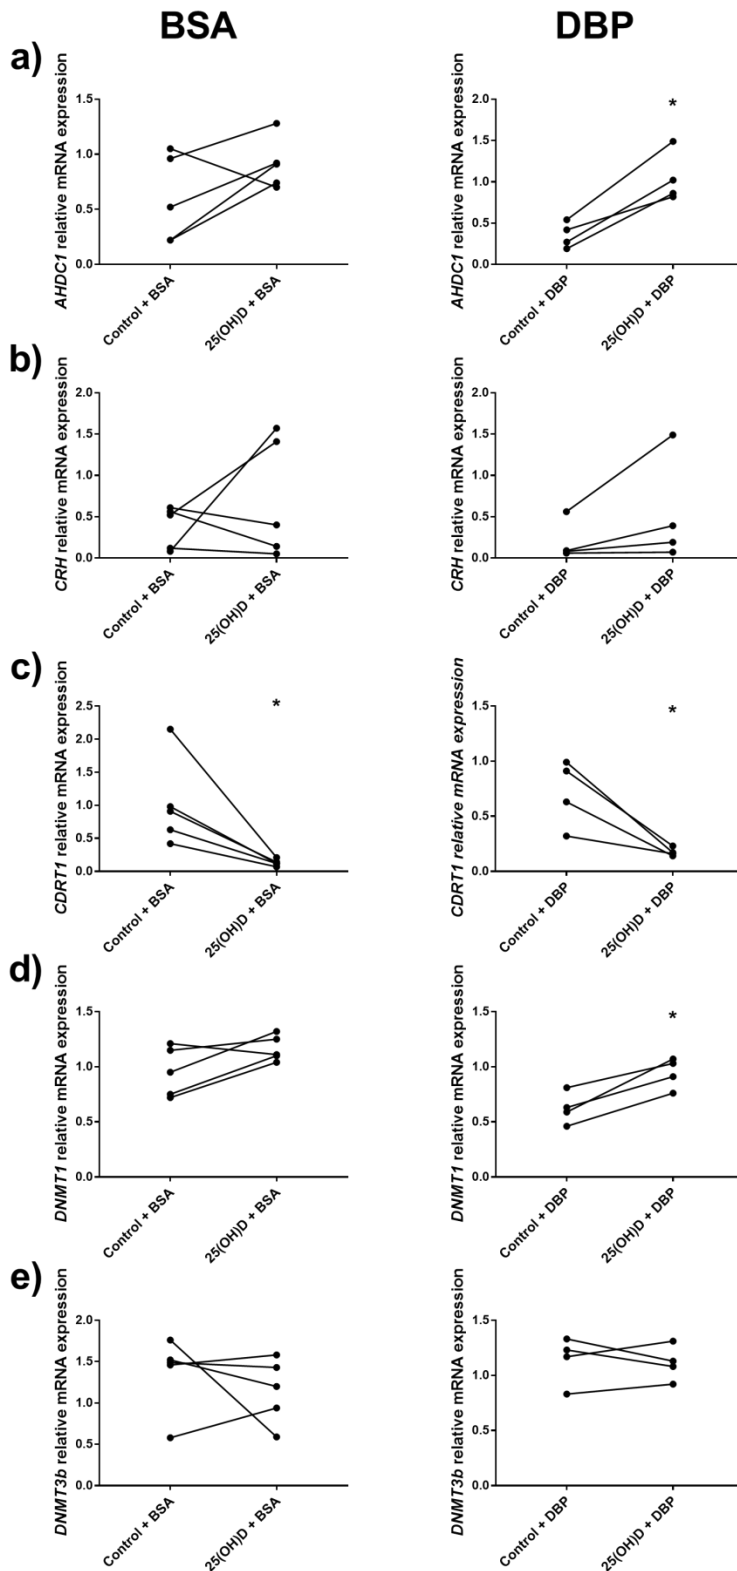 BSA DBP
a)
AHDC1 relative mRNA expression
1.5
1.0
0.5
0.0
Control + BSA
25(OH)D + BSA
AHDC1 relative mRNA expression
2.0
1.5
1.0
0.5
0.0
*
Control + DBP
25(OH)D + DBP
b)
CRH relative mRNA expression
2.0
1.5
1.0
0.5
0.0
Control + BSA
25(OH)D + BSA
CRH relative mRNA expression
2.0
1.5
1.0
0.5
0.0
Control + DBP
25(OH)D + DBP
c)
CDRT1 relative mRNA expression
2.5
2.0
1.5
1.0
0.5
0.0
*
Control + BSA
25(OH)D + BSA
CDRT1 relative mRNA expression
1.5
1.0
0.5
0.0
*
Control + DBP
25(OH)D + DBP
d)
DNMT1 relative mRNA expression
1.5
1.0
0.5
0.0
Control + BSA
25(OH)D + BSA
DNMT1 relative mRNA expression
1.5
1.0
0.5
0.0
*
Control + DBP
25(OH)D + DBP
e)
DNMT3b relative mRNA expression
2.0
1.5
1.0
0.5
0.0
Control + BSA
25(OH)D + BSA
DNMT3b relative mRNA expression
1.5
1.0
0.5
0.0
Control + DBP
25(OH)D + DBP